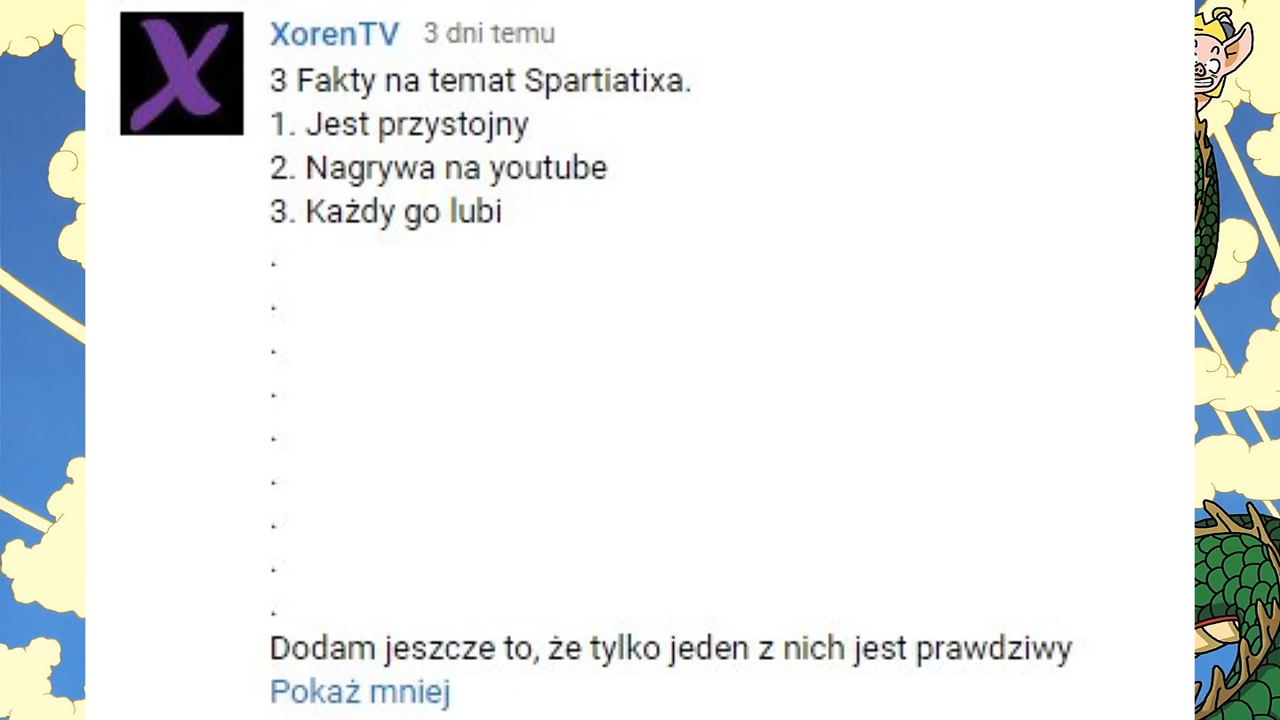 X
XorenTV 3 dni temu
3 Fakty na temat Spartiatixa.
1. Jest przystojny
2. Nagrywa na youtube
3. Każdy go lubi
.
.
.
.
.
.
.
.
.
Dodam jeszcze to, że tylko jeden z nich jest prawdziwy
Pokaż mniej